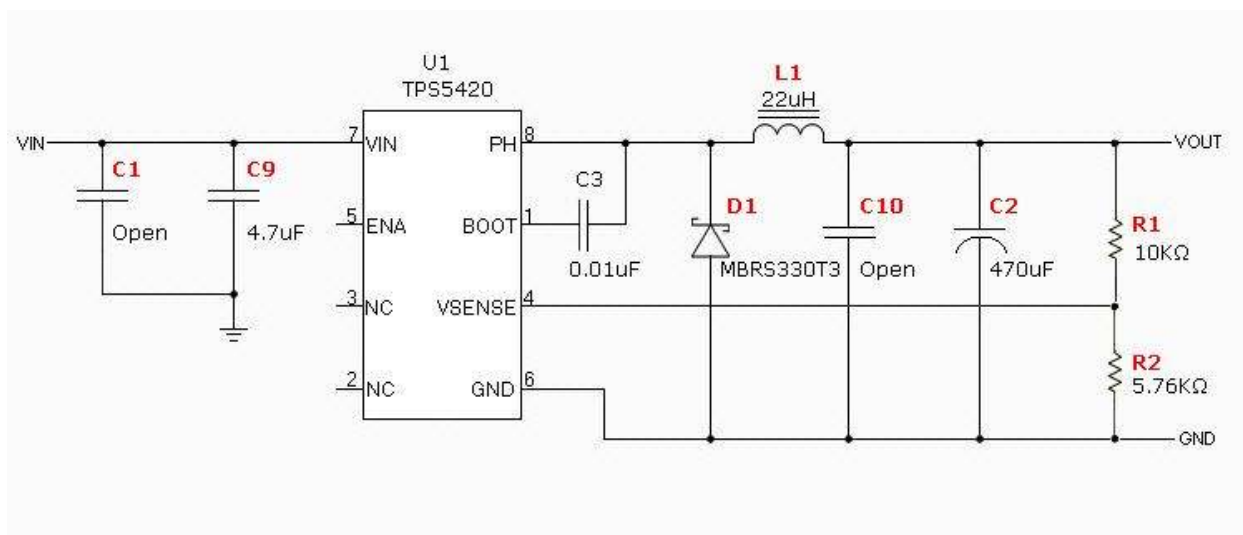 U1
TPS5420
L1
22uH
VIN
7
VIN
PH
8
VOUT
C1
C9
C3
Open
4.7uF
5
ENA
BOOT
1
0.01uF
D1
MBRS330T3
C10
Open
C2
470uF
R1
10KΩ
3
NC
VSENSE
4
R2
5.76KΩ
2
NC
GND
6
GND